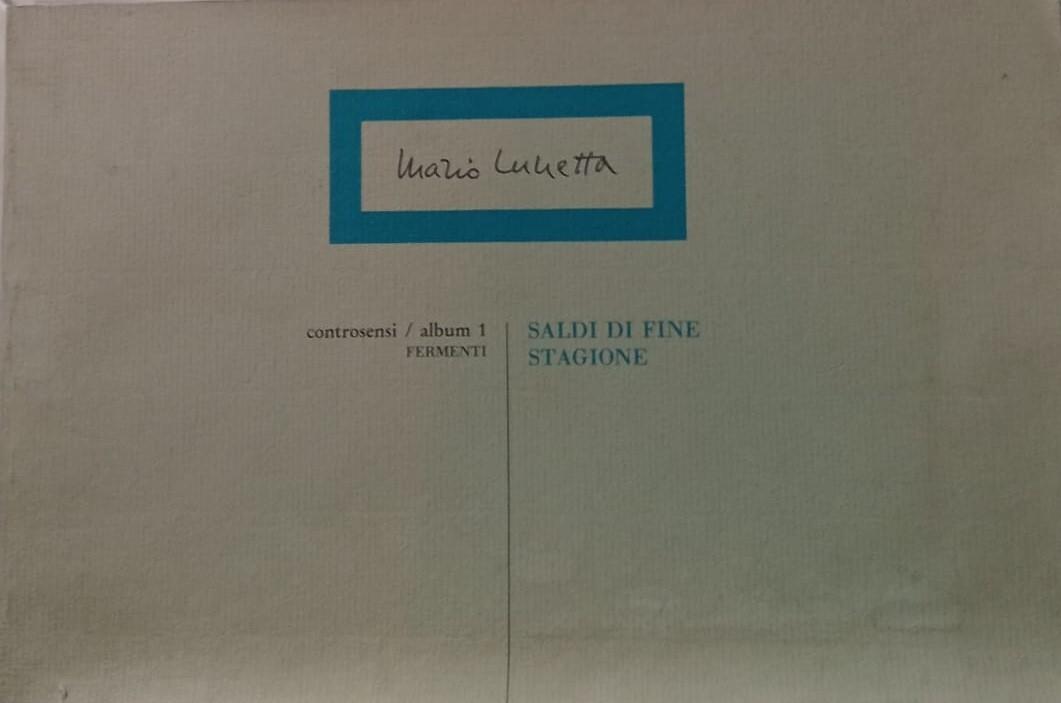 Mario Lunetta
controsensi / album 1
FERMENTI
SALDI DI FINE
STAGIONE